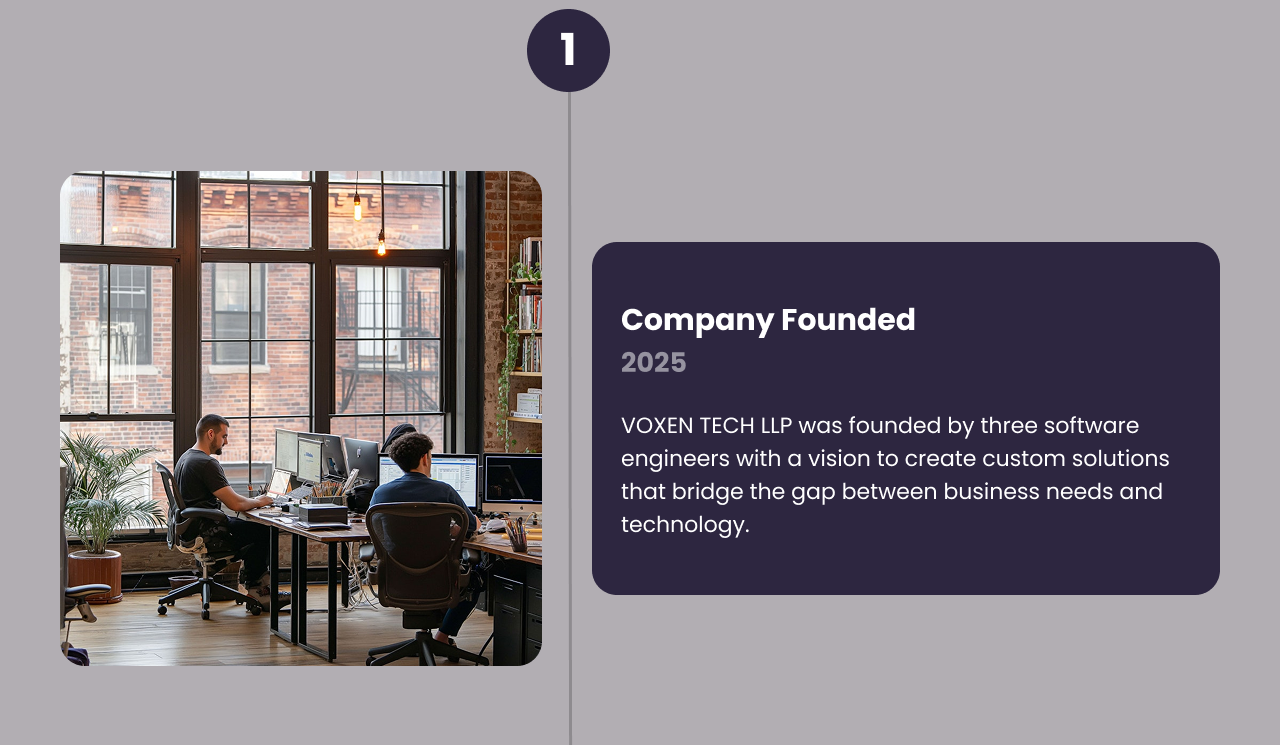 1
Company Founded
2025
VOXEN TECH LLP was founded by three software
engineers with a vision to create custom solutions
that bridge the gap between business needs and
technology.